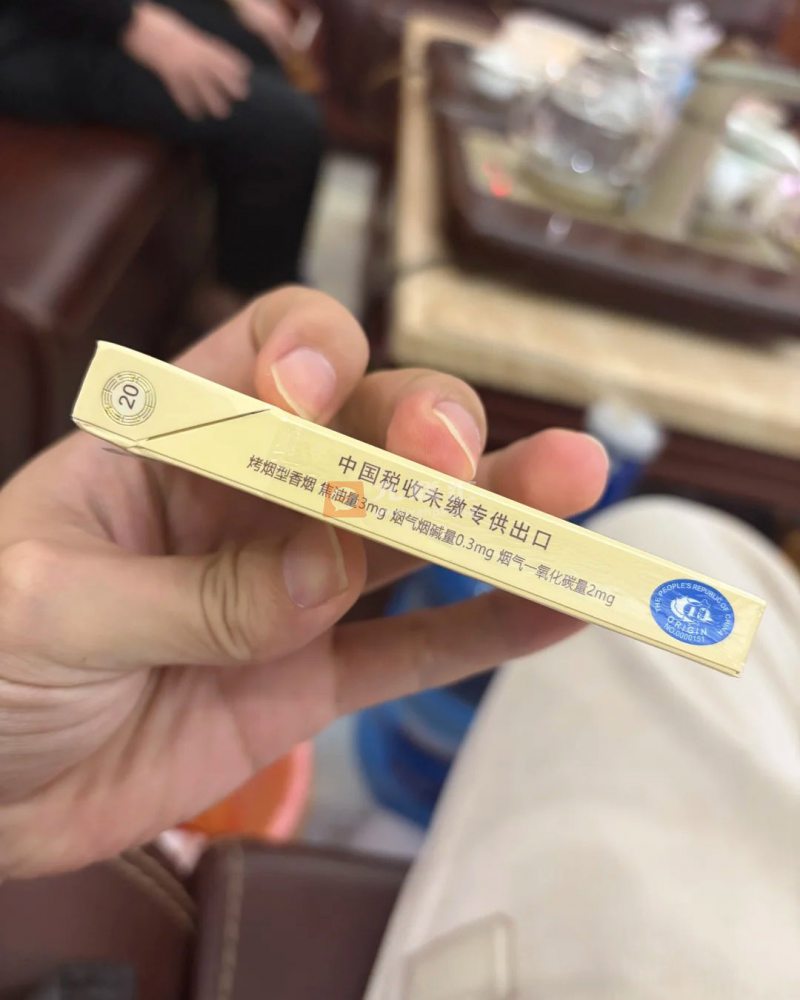 20
中国税收未缴专供出口
烤烟型香烟 焦油量3mg 烟气烟碱量0.3mg 烟气一氧化碳量2mg
THE PEOPLE'S REPUBLIC OF CHINA
ORIGIN
NO.0000151